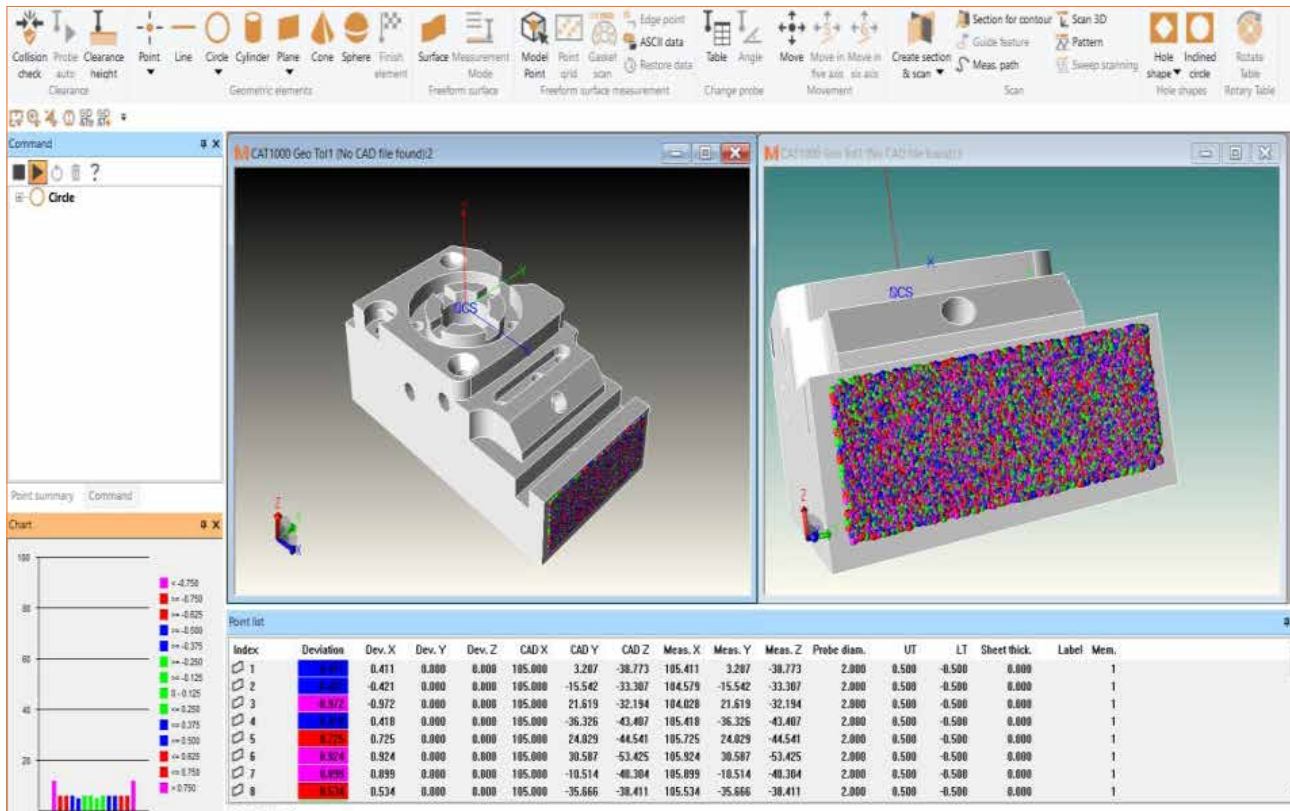 Collision check
Probe auto
Clearance height
Clearance
Point
Line
Circle
Cylinder
Plane
Cone
Sphere
Finish element
Geometric elements
Surface
Measurement Mode
Freeform surface
Model Point
Point grid
Gasket scan
Edge point
ASCII data
Restore data
Freeform surface measurement
Table
Angle
Change probe
Move
Move in five axis
Move in six axis
Movement
Create section & scan
Section for contour
Guide feature
Meas. path
Scan 3D
Pattern
Sweep scanning
Scan
Hole shape
Inclined circle
Hole shapes
Rotate Table
Rotary Table
Command
Circle
Point summary Command
CAT1000 Geo Tol1 (No CAD file found):2
CAT1000 Geo Tol1 (No CAD file found):3
Z
X
X
Z
Chart
100
80
60
40
20
< -0.750
>= -0.750
>= -0.625
>= -0.500
>= -0.375
>= -0.250
>= -0.125
0 - 0.125
<= 0.250
<= 0.375
<= 0.500
<= 0.625
<= 0.750
> 0.750
Point list
Index Deviation Dev. X Dev. Y Dev. Z CAD X CAD Y CAD Z Meas. X Meas. Y Meas. Z Probe diam. UT LT Sheet thick. Label Mem.
1 0.411 0.000 0.000 105.000 3.207 -38.773 105.411 3.207 -38.773 2.000 0.500 -0.500 0.000 1
2 -0.421 0.000 0.000 105.000 -15.542 -33.307 104.579 -15.542 -33.307 2.000 0.500 -0.500 0.000 1
3 -0.972 -0.972 0.000 0.000 105.000 21.619 -32.194 104.028 21.619 -32.194 2.000 0.500 -0.500 0.000 1
4 0.418 0.000 0.000 105.000 -36.326 -43.407 105.418 -36.326 -43.407 2.000 0.500 -0.500 0.000 1
5 0.725 0.725 0.000 0.000 105.000 24.029 -44.541 105.725 24.029 -44.541 2.000 0.500 -0.500 0.000 1
6 0.924 0.924 0.000 0.000 105.000 30.587 -53.425 105.924 30.587 -53.425 2.000 0.500 -0.500 0.000 1
7 0.899 0.899 0.000 0.000 105.000 -10.514 -40.304 105.899 -10.514 -40.304 2.000 0.500 -0.500 0.000 1
8 0.534 0.534 0.000 0.000 105.000 -35.666 -38.411 105.534 -35.666 -38.411 2.000 0.500 -0.500 0.000 1